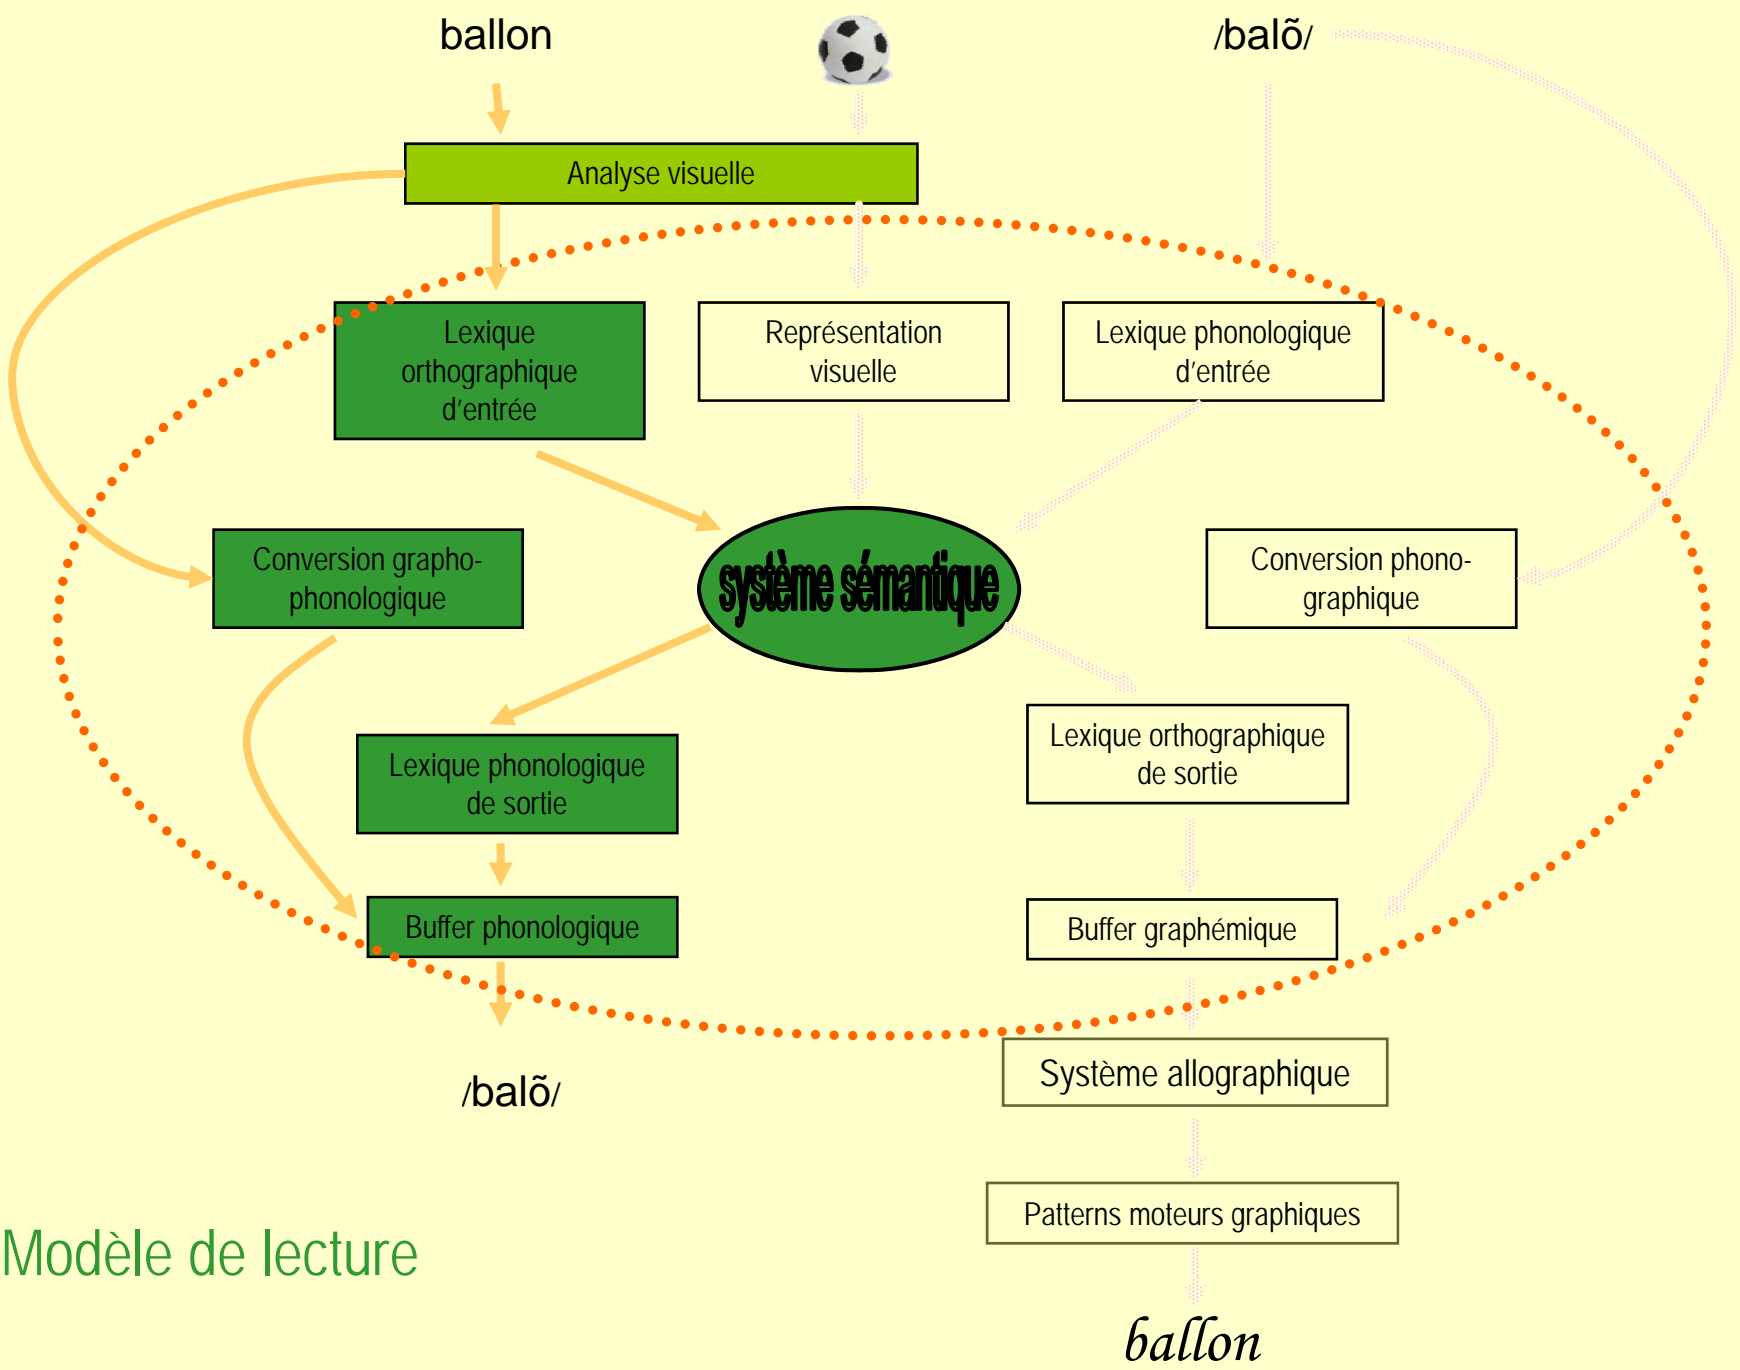 ballon
/balõ/
Analyse visuelle
Lexique
orthographique
d'entrée
Représentation
visuelle
Lexique phonologique
d'entrée
Conversion grapho-
phonologique
système sémantique
Conversion phono-
graphique
Lexique phonologique
de sortie
Lexique orthographique
de sortie
Buffer phonologique
Buffer graphémique
/balõ/
Système allographique
Patterns moteurs graphiques
Modèle de lecture
ballon